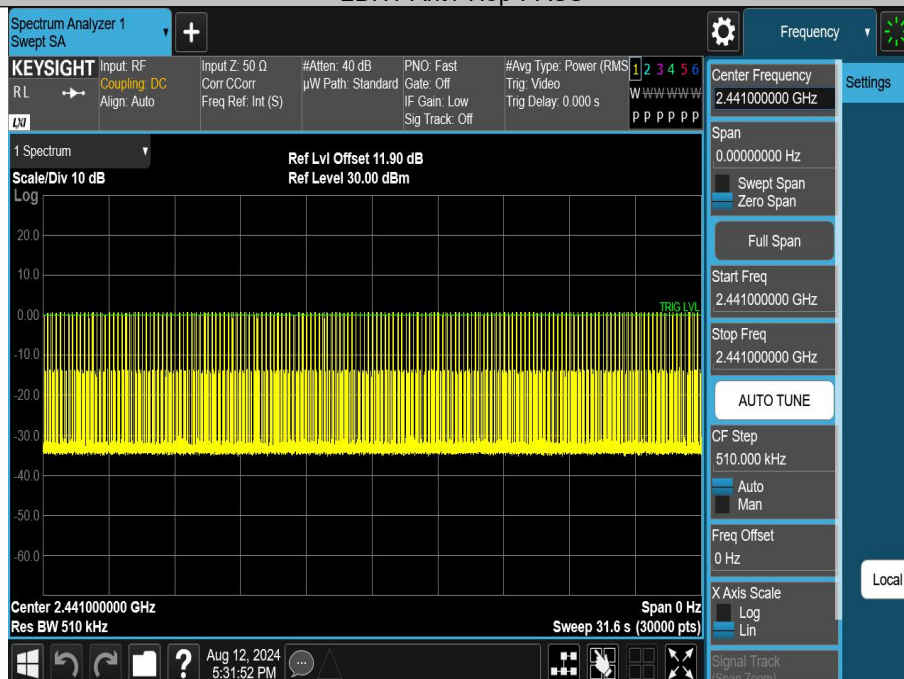 Spectrum Analyzer 1
Swept SA
+
Frequency
KEYSIGHT
RL
LXI
Input: RF
Coupling: DC
Align: Auto
Input Z: 50 Ω
Corr CCorr
Freq Ref: Int (S)
#Atten: 40 dB
µW Path: Standard
PNO: Fast
Gate: Off
IF Gain: Low
Sig Track: Off
#Avg Type: Power (RMS
Trig: Video
Trig Delay: 0.000 s
1 2 3 4 5 6
W W W W W W
P P P P P P
Center Frequency
2.441000000 GHz
Settings
1 Spectrum
Scale/Div 10 dB
Ref Lvl Offset 11.90 dB
Ref Level 30.00 dBm
Span
0.00000000 Hz
Swept Span
Zero Span
Log
20.0
10.0
0.00
-10.0
-20.0
-30.0
-40.0
-50.0
-60.0
TRIG LVL
Full Span
Start Freq
2.441000000 GHz
Stop Freq
2.441000000 GHz
AUTO TUNE
CF Step
510.000 kHz
Auto
Man
Freq Offset
0 Hz
Local
X Axis Scale
Log
Lin
Center 2.441000000 GHz
Res BW 510 kHz
Span 0 Hz
Sweep 31.6 s (30000 pts)
?
Aug 12, 2024
5:31:52 PM
Signal Track
(Span Zoom)